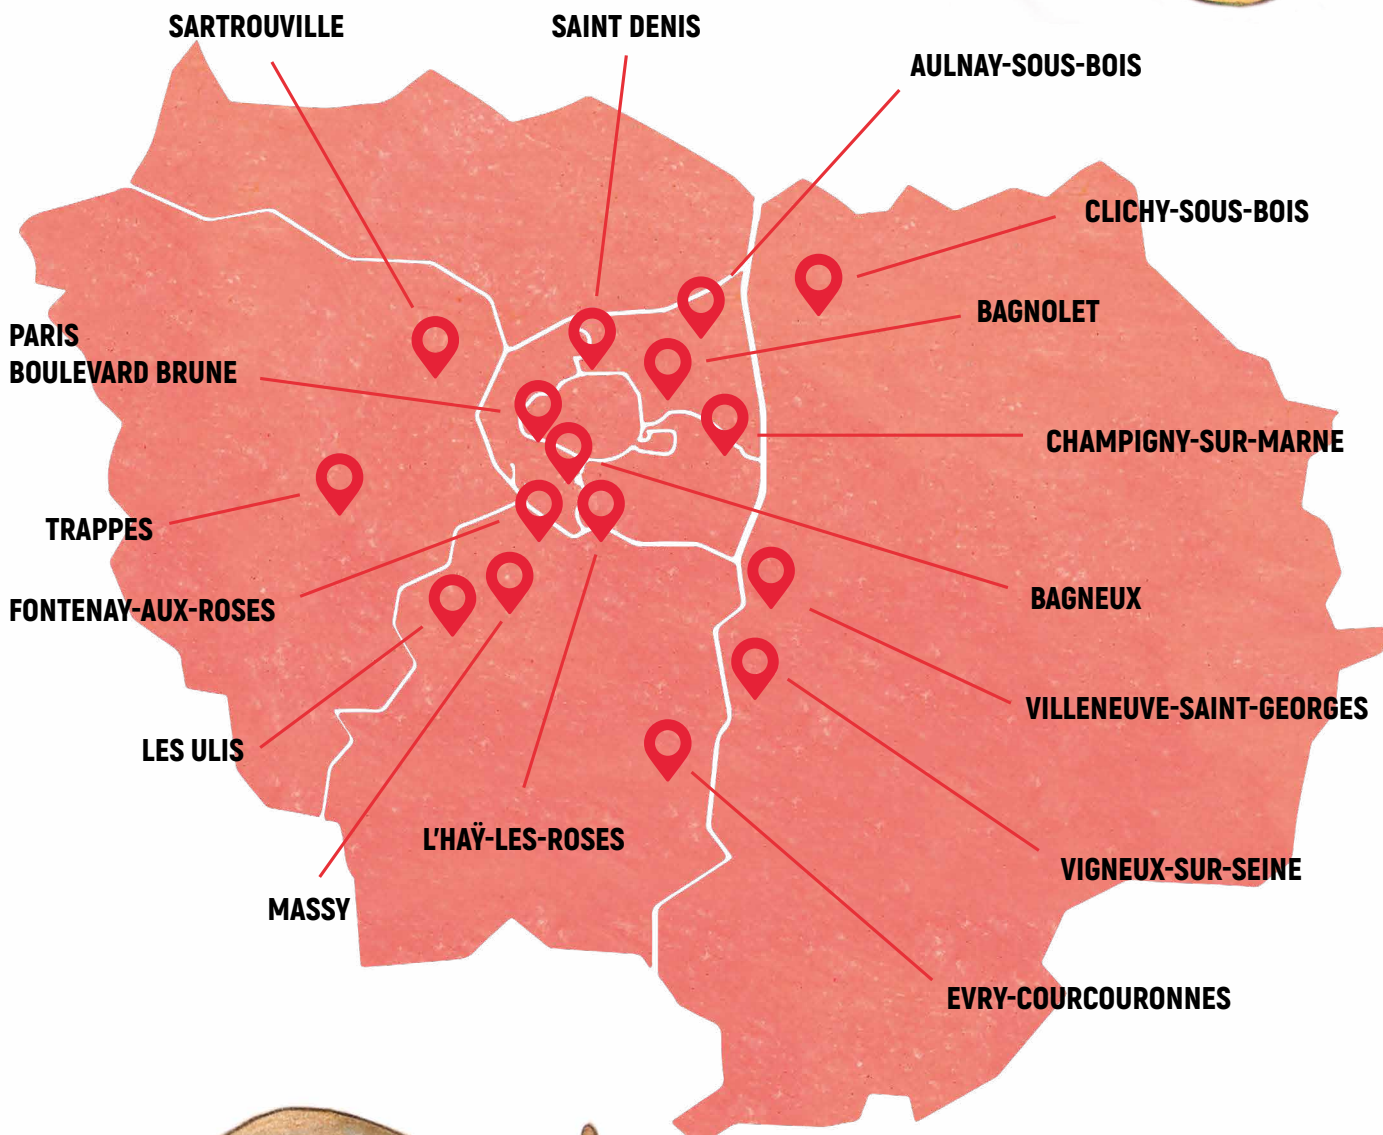 SARTROUVILLE
SAINT DENIS
AULNAY-SOUS-BOIS
CLICHY-SOUS-BOIS
BAGNOLET
PARIS
BOULEVARD BRUNE
CHAMPIGNY-SUR-MARNE
TRAPPES
FONTENAY-AUX-ROSES
BAGNEUX
VILLENEUVE-SAINT-GEORGES
LES ULIS
L'HAŸ-LES-ROSES
VIGNEUX-SUR-SEINE
MASSY
EVRY-COURCOURONNES